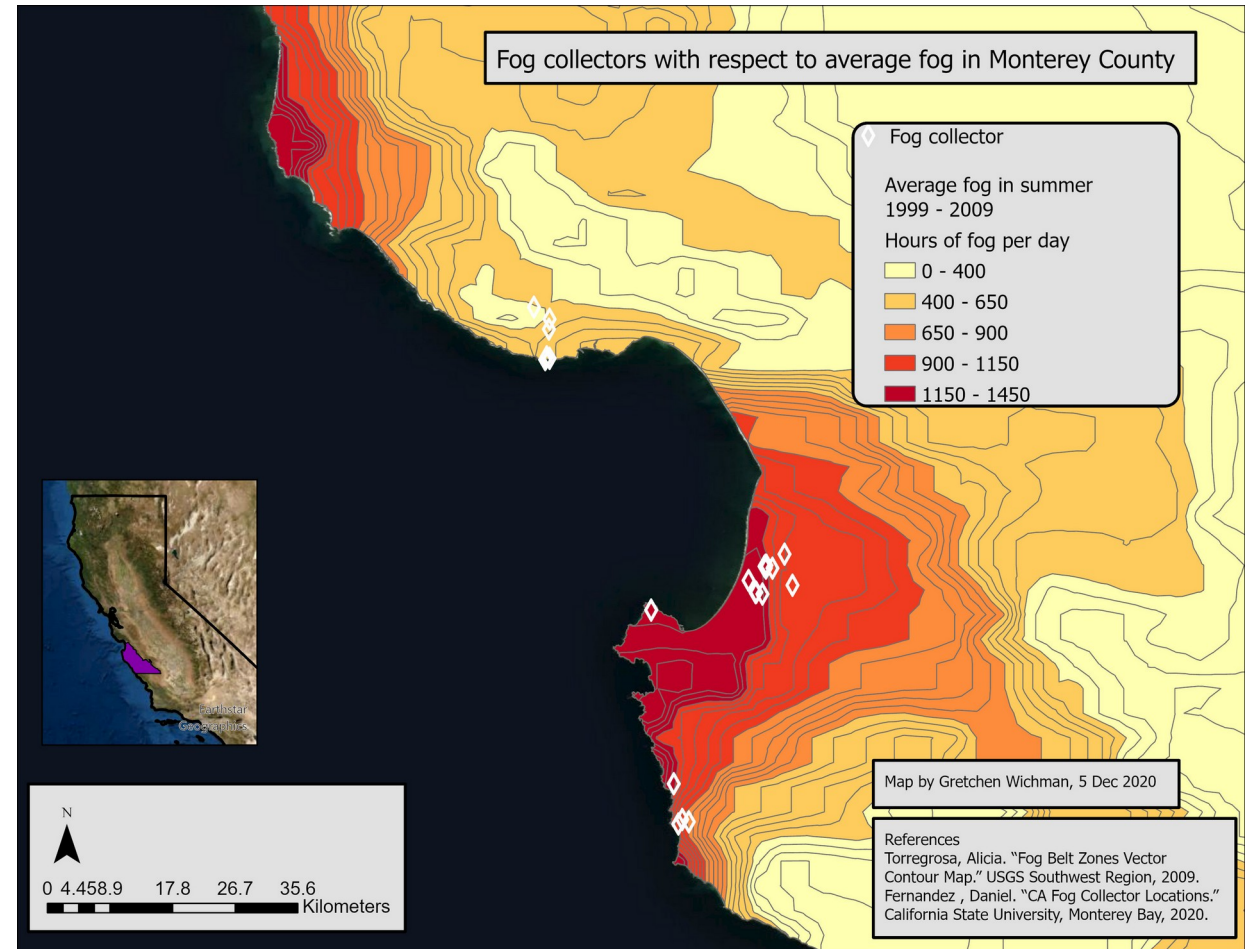 Fog collectors with respect to average fog in Monterey County
Fog collector
Average fog in summer
1999 - 2009
Hours of fog per day
0 - 400
400 - 650
650 - 900
900 - 1150
1150 - 1450
Earthstar
Geographics
N
0 4.458.9 17.8 26.7 35.6
Kilometers
Map by Gretchen Wichman, 5 Dec 2020
References
Torregrosa, Alicia. “Fog Belt Zones Vector
Contour Map.” USGS Southwest Region, 2009.
Fernandez , Daniel. “CA Fog Collector Locations.”
California State University, Monterey Bay, 2020.